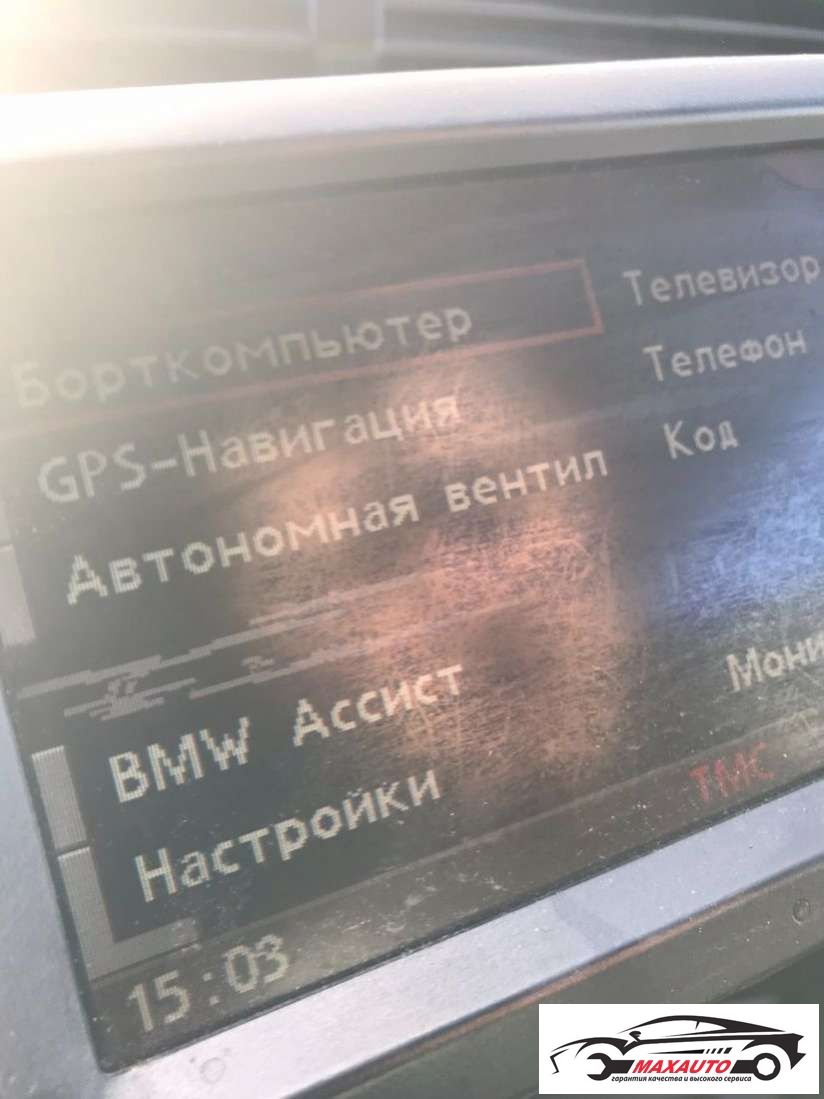 Борткомпьютер
GPS-Навигация
Автономная вентил
BMW Ассист
Настройки
Телевизор
Телефон
Код
Мони
TMC
15:03
MAXAUTO
гарантия качества и высокого сервиса